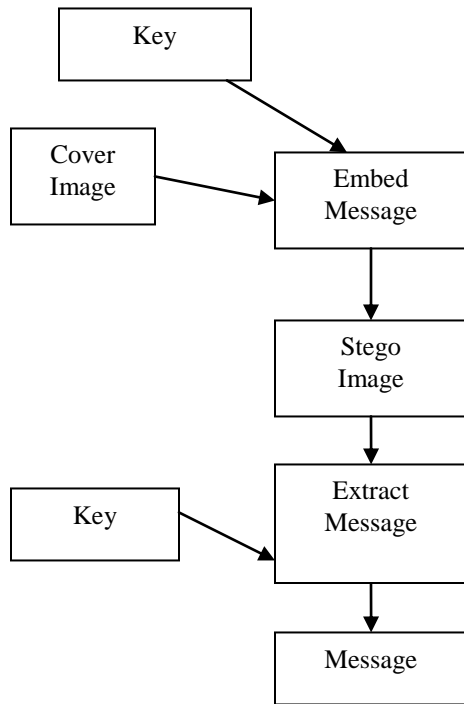 Key
Cover
Image
Embed
Message
Stego
Image
Key
Extract
Message
Message